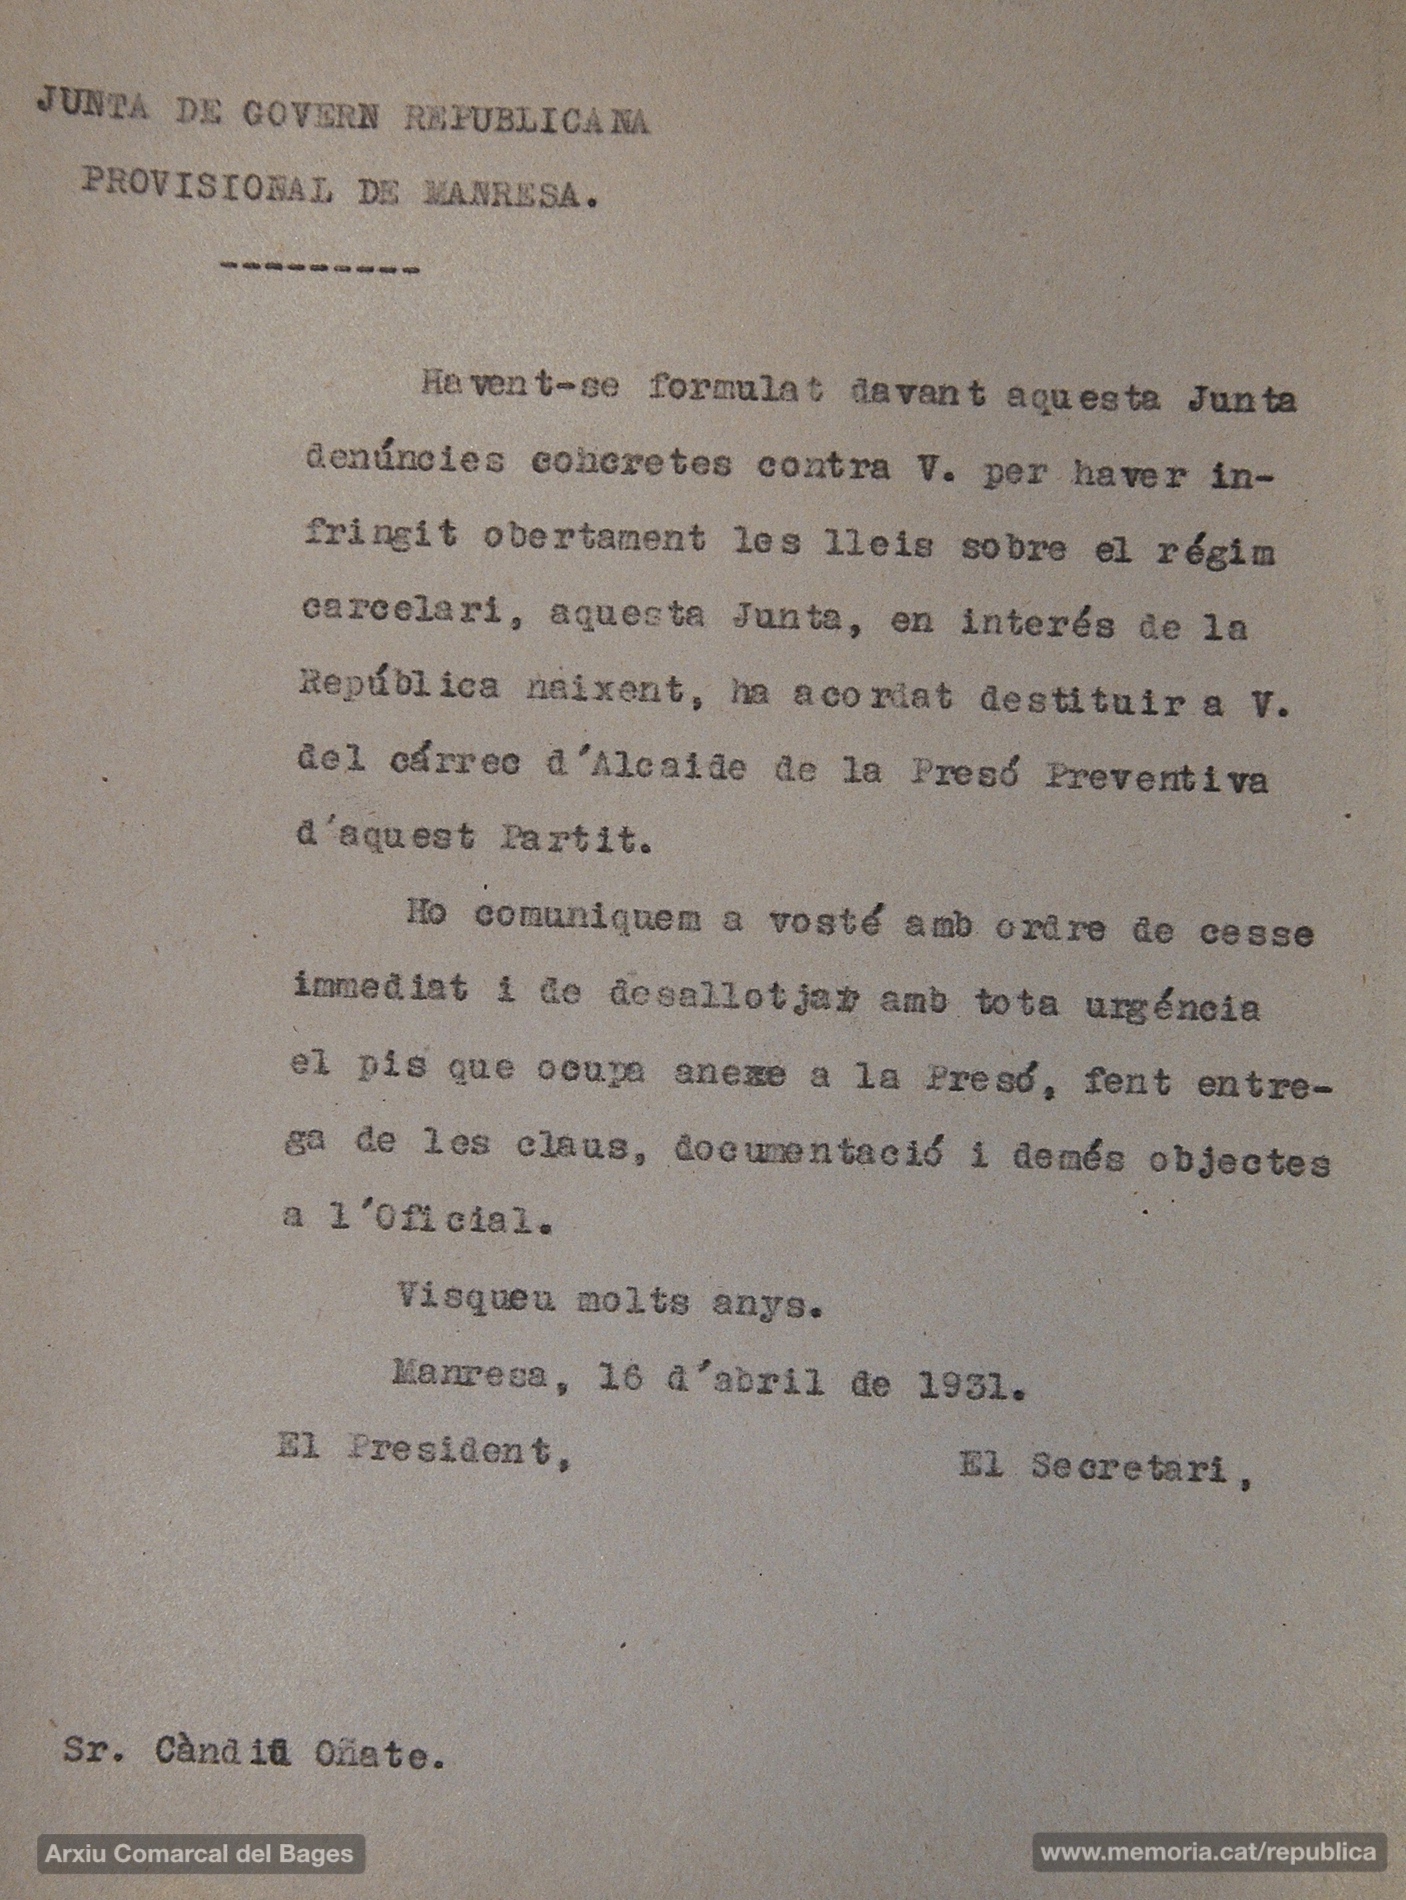 JUNTA DE GOVERN REPUBLICANA
PROVISIONAL DE MANRESA.
---------
Havent-se formulat davant aquesta Junta
denúncies concretes contra V. per haver in-
fringit obertament les lleis sobre el régim
carcelari, aquesta Junta, en interés de la
República naixent, ha acordat destituir a V.
del cárrec d'Alcaide de la Presó Preventiva
d'aquest Partit.
Ho comuniquem a vosté amb ordre de cesse
immediat i de desallotjar amb tota urgéncia
el pis que ocupa anexe a la Presó, fent entre-
ga de les claus, documentació i demés objectes
a l'Oficial.
Visqueu molts anys.
Manresa, 16 d'abril de 1931.
El President, El Secretari,
Sr. Càndid Oñate.
Arxiu Comarcal del Bages
www.memoria.cat/republica